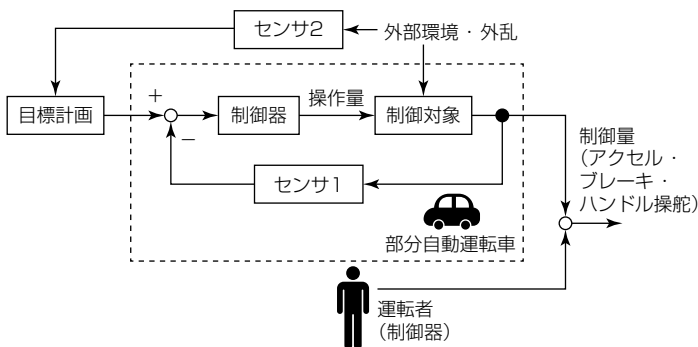 センサ2
外部環境・外乱
目標計画
+
−
制御器
操作量
制御対象
センサ1
部分自動運転車
制御量
(アクセル・
ブレーキ・
ハンドル操舵)
運転者
(制御器)